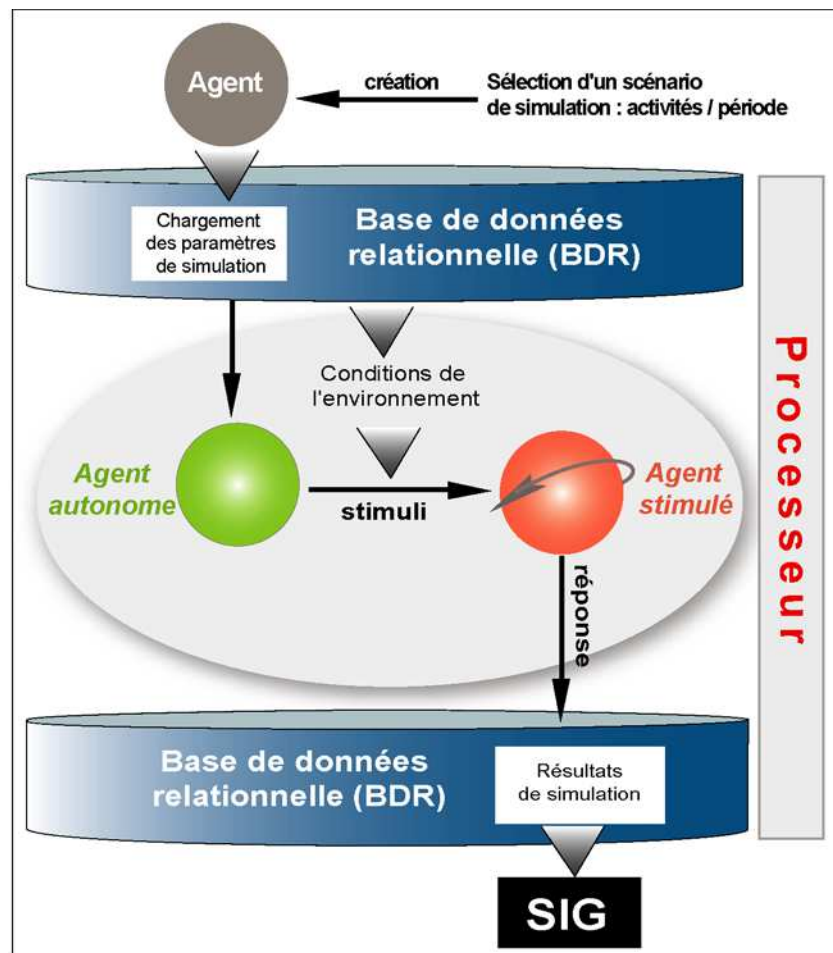 Agent
création
Sélection d'un scénario
de simulation : activités / période
Chargement
des paramètres
de simulation
Base de données
relationnelle (BDR)
Conditions de
l'environnement
Agent
autonome
stimuli
Agent
stimulé
réponse
Processeur
Base de données
relationnelle (BDR)
Résultats
de simulation
SIG